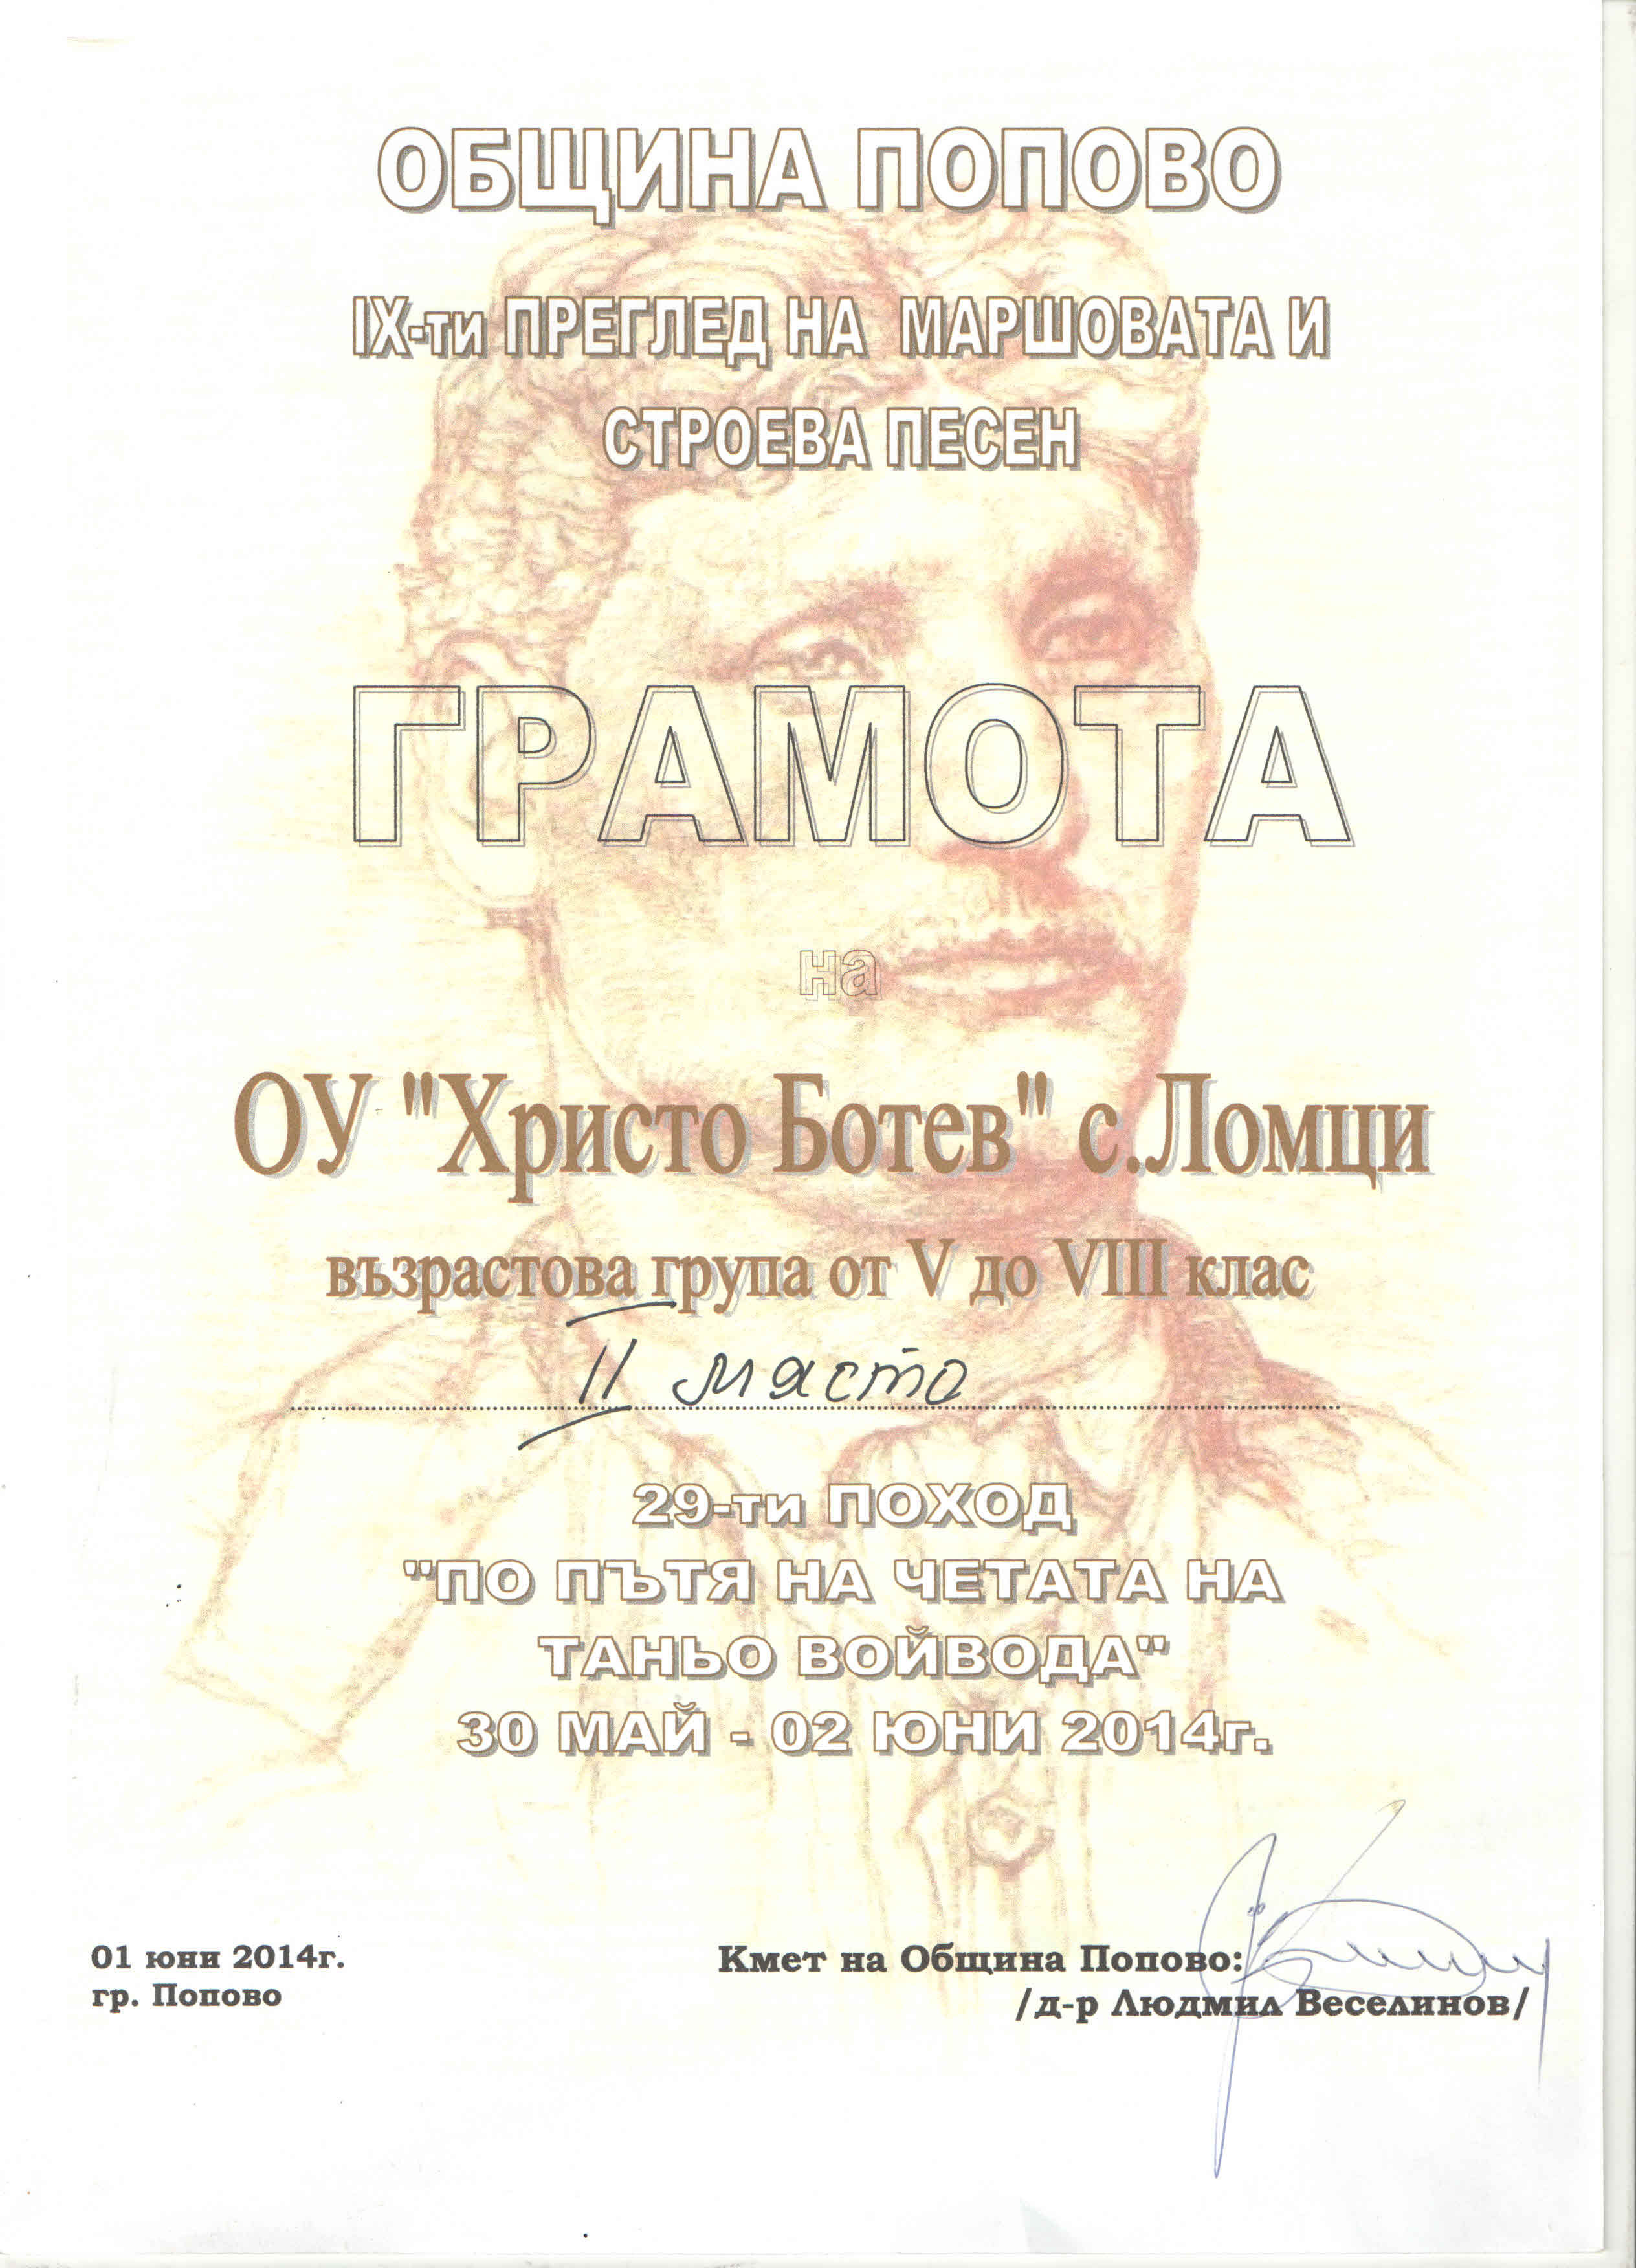 ОБЩИНА ПОПОВО
IX-ти ПРЕГЛЕД НА МАРШОВАТА И
СТРОЕВА ПЕСЕН
ГРАМОТА
на
ОУ "Христо Ботев" с.Ломци
възрастова група от V до VIII клас
II място
29-ти ПОХОД
"ПО ПЪТЯ НА ЧЕТАТА НА
ТАНЬО ВОЙВОДА"
30 МАЙ - 02 ЮНИ 2014г.
01 юни 2014г.
гр. Попово
Кмет на Община Попово:
/д-р Людмил Веселинов/